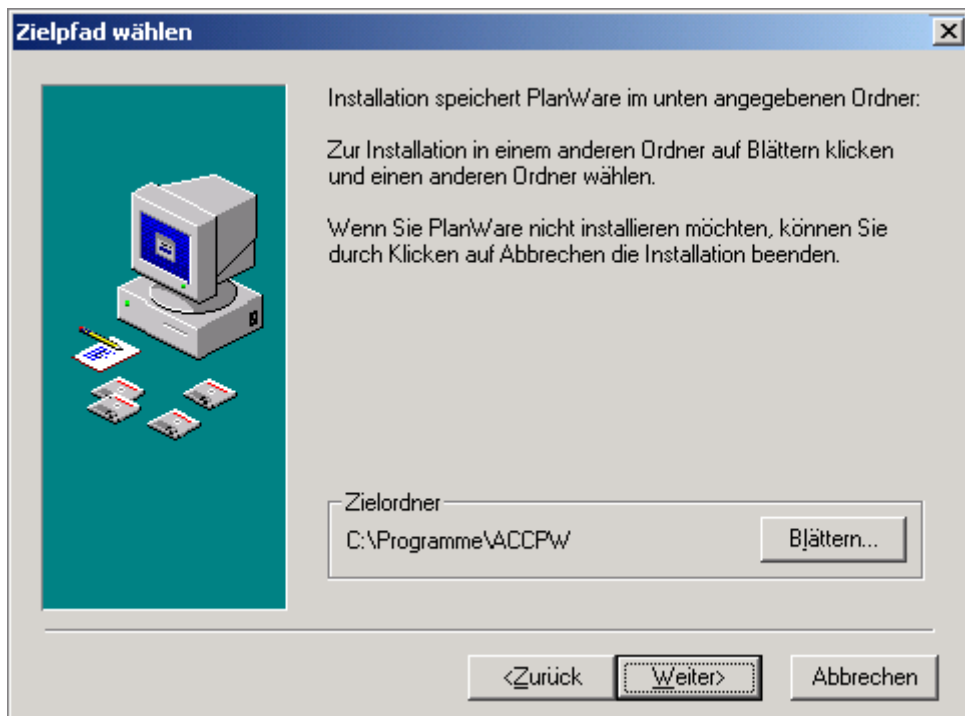 Zielpfad wählen
Installation speichert PlanWare im unten angegebenen Ordner:
Zur Installation in einem anderen Ordner auf Blättern klicken
und einen anderen Ordner wählen.
Wenn Sie PlanWare nicht installieren möchten, können Sie
durch Klicken auf Abbrechen die Installation beenden.
Zielordner
C:\Programme\ACCPW
Blättern...
<Zurück
Weiter>
Abbrechen